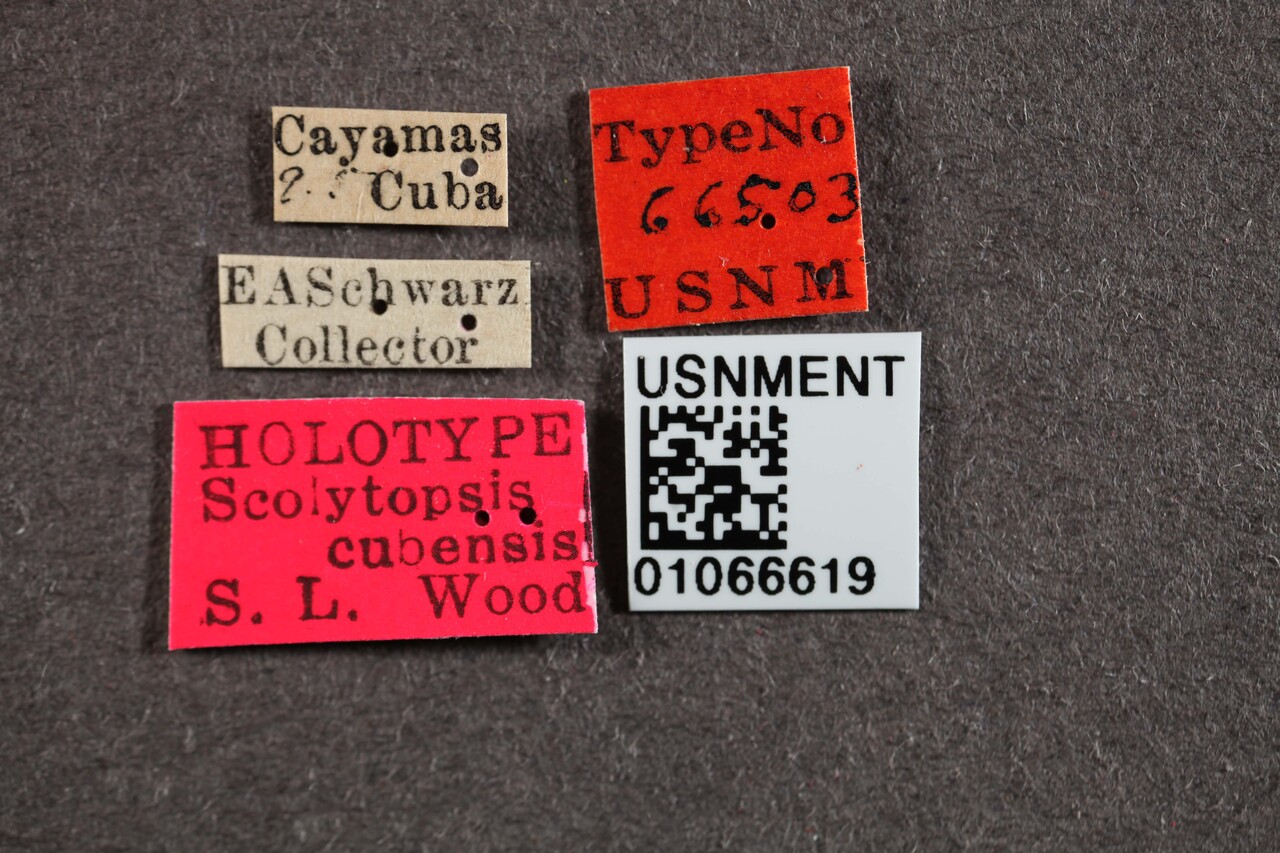 Cayamas
Cuba
EASchwarz
Collector
HOLOTYPE
Scolytopsis
cubensis
S. L. Wood
TypeNo
66503
USNM
USNMENT
01066619